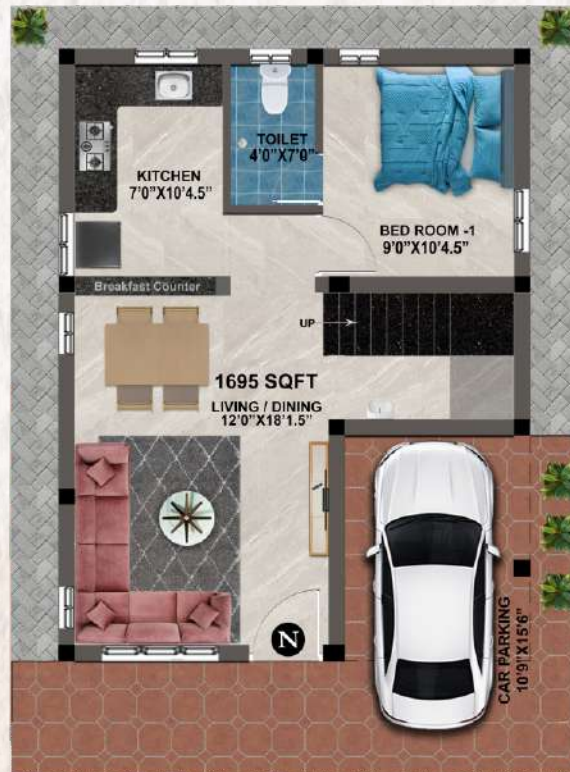 TOILET
4'0"X7'0"
KITCHEN
7'0"X10'4.5"
BED ROOM -1
9'0"X10'4.5"
Breakfast Counter
UP
1695 SQFT
LIVING / DINING
12'0"X18'1.5"
N
CAR PARKING
10'9"X15'6"